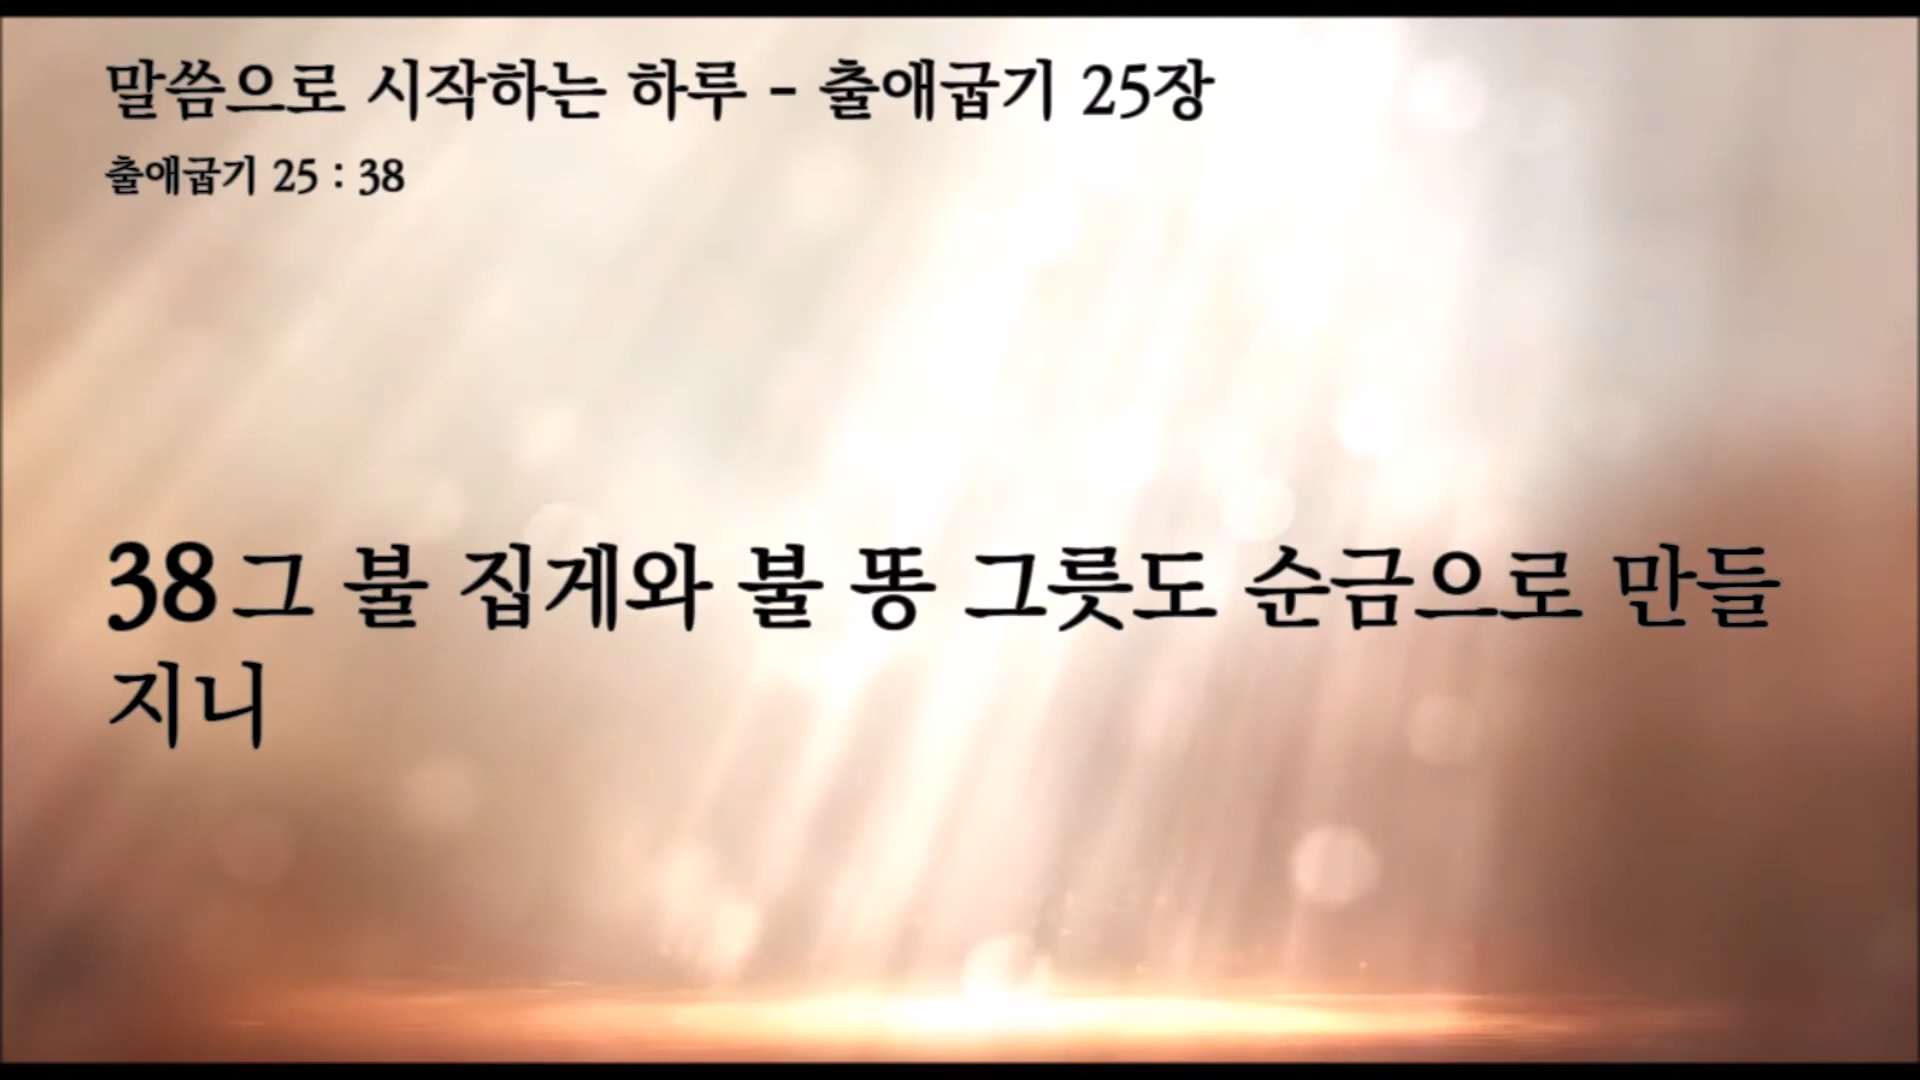 말씀으로 시작하는 하루 - 출애굽기 25장
출애굽기 25 : 38
38그 불 집게와 불 똥 그릇도 순금으로 만들
지니